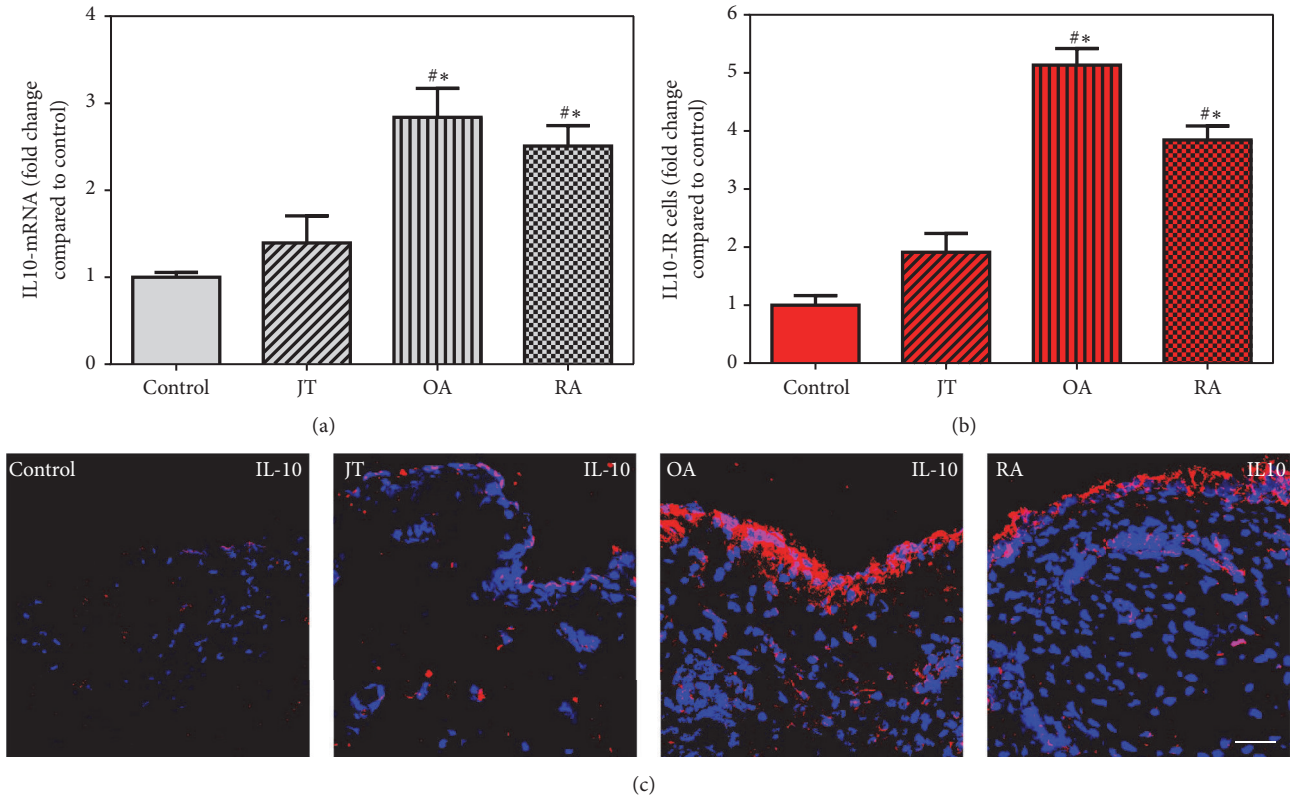 IL10-mRNA (fold change
compared to control)
4
3
2
1
0
#*
#*
Control
JT
OA
RA
(a)
IL10-IR cells (fold change
compared to control)
6
5
4
3
2
1
0
#*
#*
Control
JT
OA
RA
(b)
Control
IL-10
JT
IL-10
OA
IL-10
RA
IL10
(c)